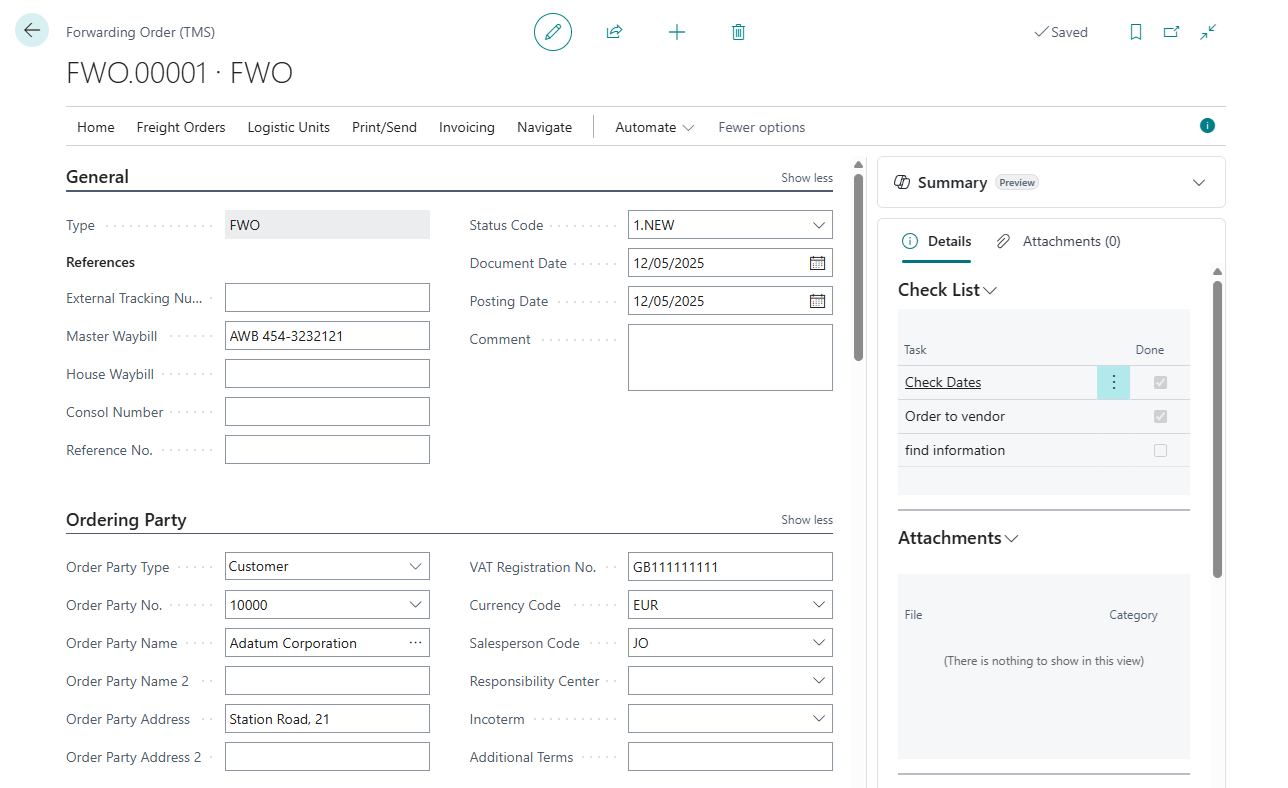 Forwarding Order (TMS)
Saved
FWO.00001 · FWO
Home Freight Orders Logistic Units Print/Send Invoicing Navigate Automate Fewer options
General
Show less
Type
FWO
References
External Tracking Nu...
Master Waybill
AWB 454-3232121
House Waybill
Consol Number
Reference No.
Status Code
1.NEW
Document Date
12/05/2025
Posting Date
12/05/2025
Comment
Ordering Party
Show less
Order Party Type
Customer
Order Party No.
10000
Order Party Name
Adatum Corporation
Order Party Name 2
Order Party Address
Station Road, 21
Order Party Address 2
VAT Registration No.
GB111111111
Currency Code
EUR
Salesperson Code
JO
Responsibility Center
Incoterm
Additional Terms
Summary Preview
Details Attachments (0)
Check List
Task Done
Check Dates
Order to vendor
find information
Attachments
File Category
(There is nothing to show in this view)